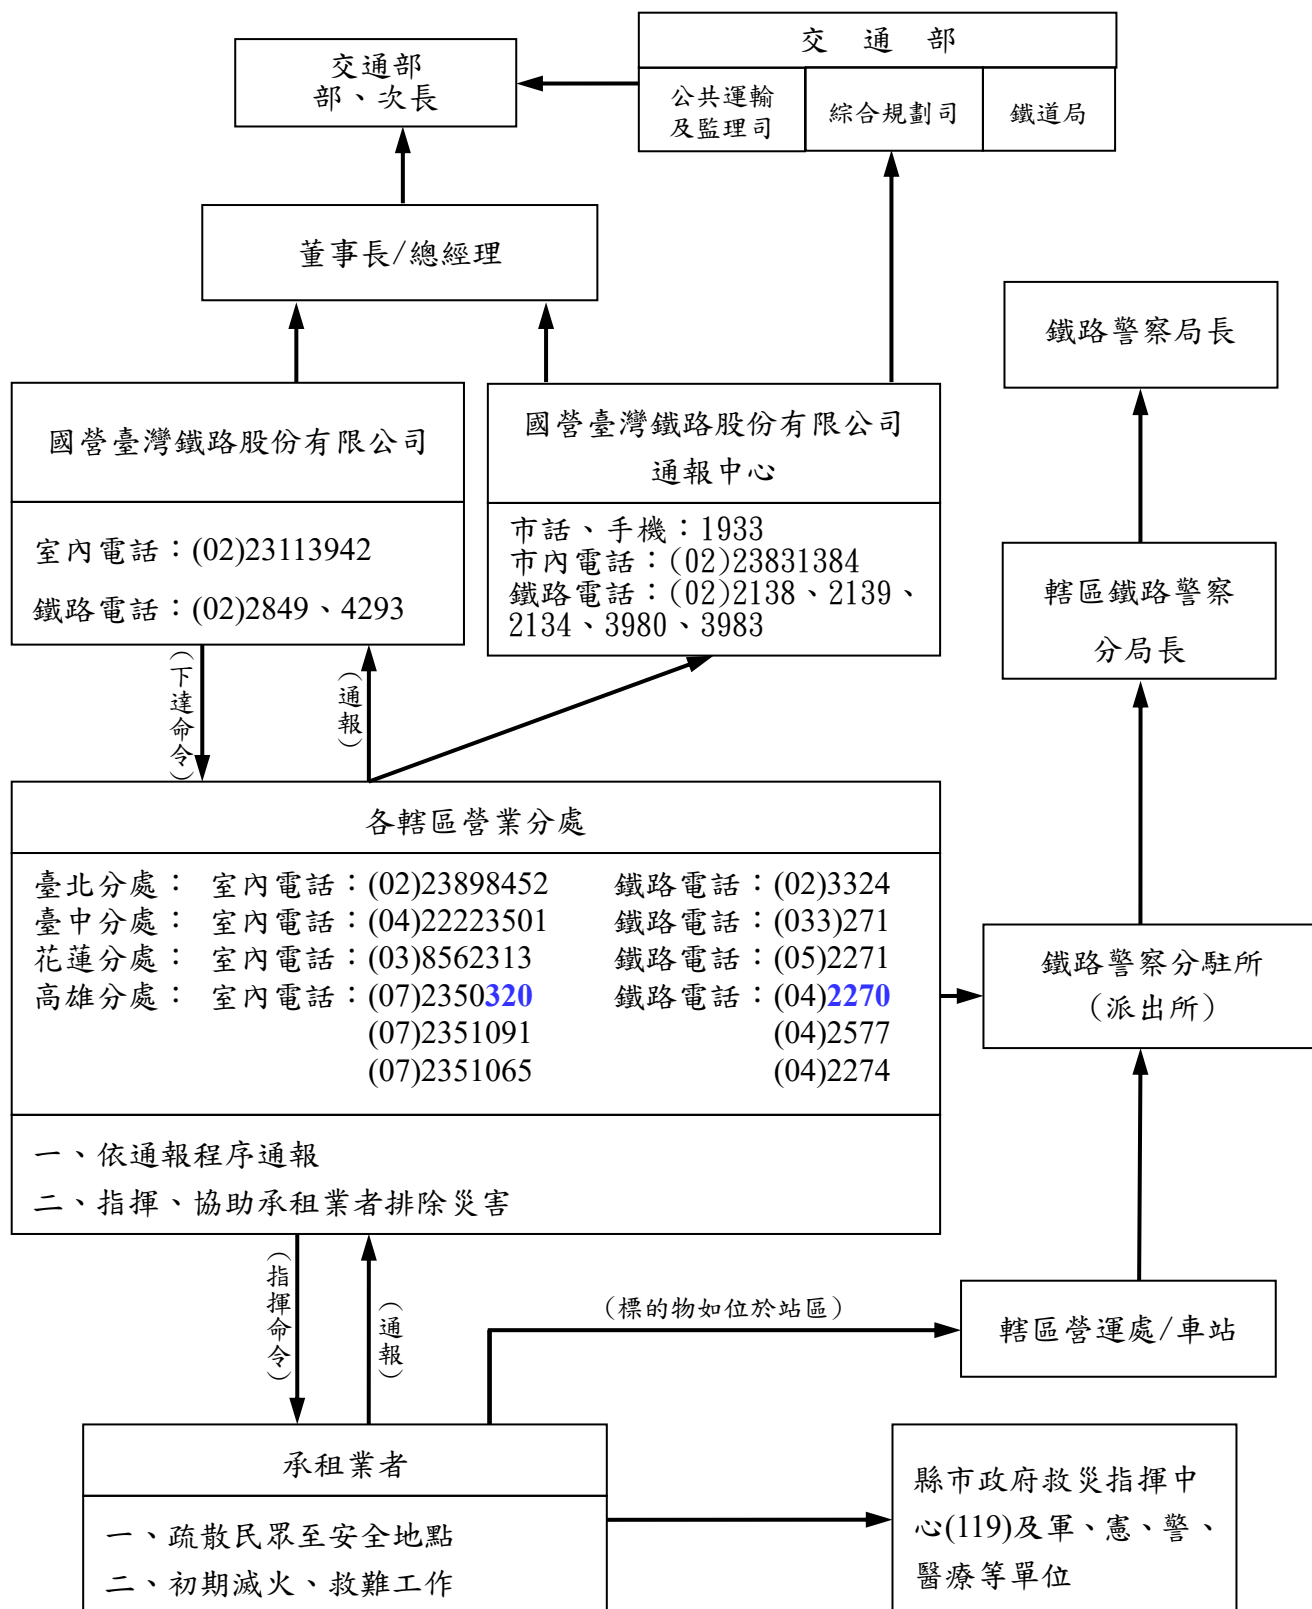 交通部
公共運輸
及監理司
綜合規劃司
鐵道局
交通部
部、次長
董事長/總經理
鐵路警察局長
國營臺灣鐵路股份有限公司
室內電話：(02)23113942
鐵路電話：(02)2849、4293
國營臺灣鐵路股份有限公司
通報中心
市話、手機：1933
市內電話：(02)23831384
鐵路電話：(02)2138、2139、
2134、3980、3983
轄區鐵路警察
分局長
(下達命令)
(通報)
各轄區營業分處
臺北分處： 室內電話：(02)23898452 鐵路電話：(02)3324
臺中分處： 室內電話：(04)22223501 鐵路電話：(033)271
花蓮分處： 室內電話：(03)8562313 鐵路電話：(05)2271
高雄分處： 室內電話：(07)2350320 鐵路電話：(04)2270
(07)2351091 (04)2577
(07)2351065 (04)2274
一、依通報程序通報
二、指揮、協助承租業者排除災害
鐵路警察分駐所
(派出所)
(指揮命令)
(通報)
(標的物如位於站區)
轄區營運處/車站
承租業者
一、疏散民眾至安全地點
二、初期滅火、救難工作
縣市政府救災指揮中
心(119)及軍、憲、警、
醫療等單位